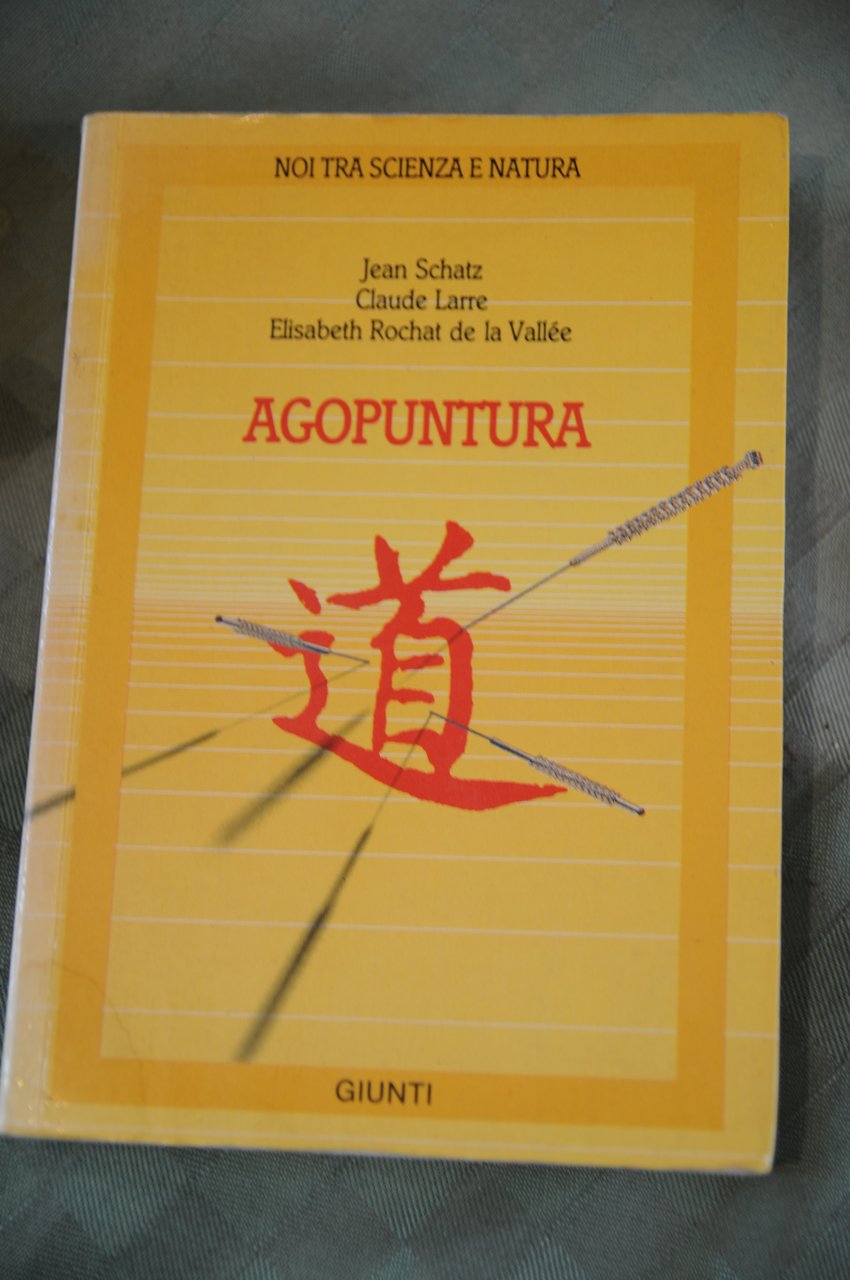 NOI TRA SCIENZA E NATURA
Jean Schatz
Claude Larre
Elisabeth Rochat de la Vallée
AGOPUNTURA
道
GIUNTI